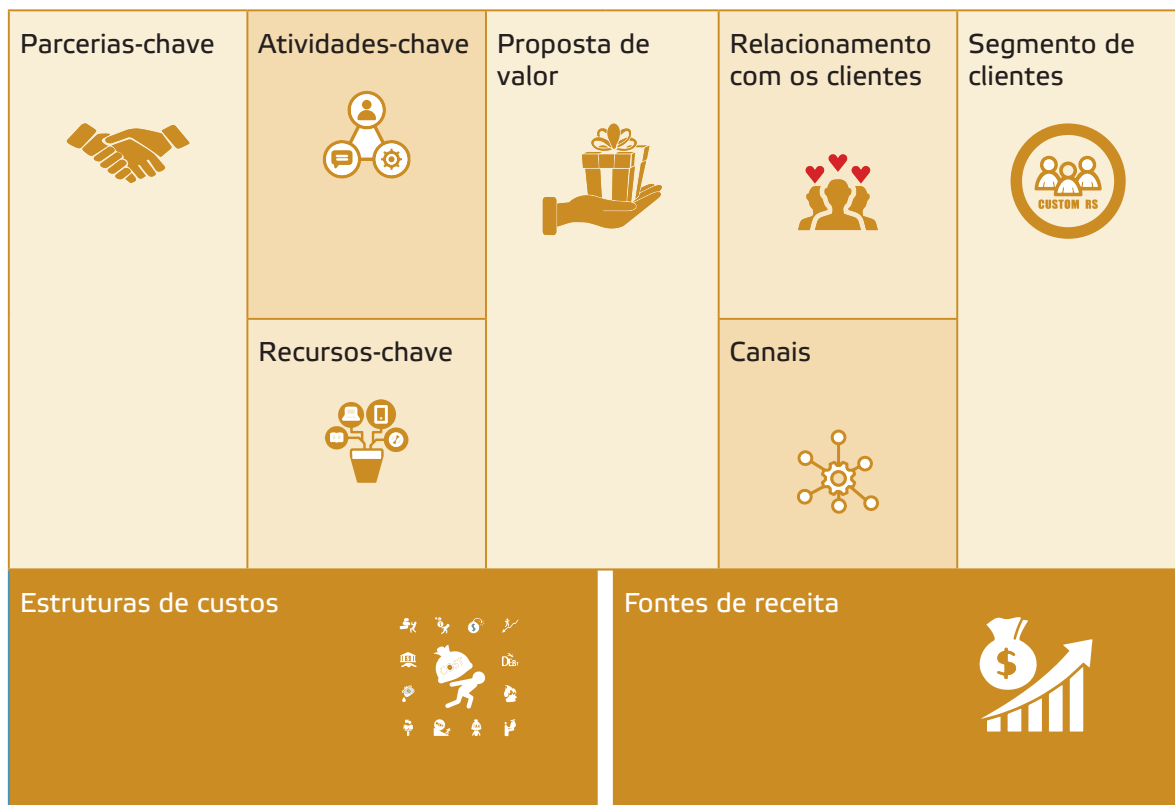 Parcerias-chave
Atividades-chave
Proposta de
valor
Relacionamento
com os clientes
Segmento de
clientes
CUSTOM RS
Recursos-chave
Canais
Estruturas de custos
Fontes de receita
$